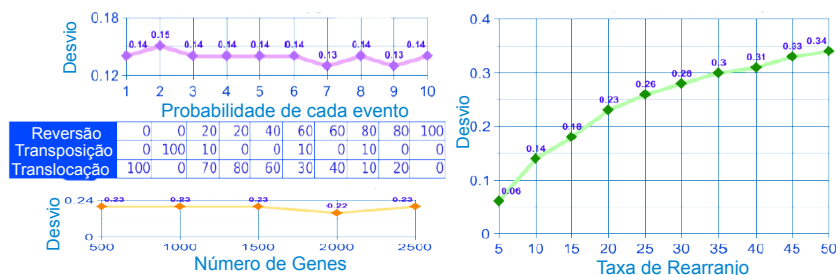 0.18
0.12
Desvio
0.14 0.15 0.14 0.14 0.14 0.14 0.13 0.14 0.13 0.14
1 2 3 4 5 6 7 8 9 10
Probabilidade de cada evento
Reversão 0 0 20 20 40 60 60 80 80 100
Transposição 0 100 10 0 0 10 0 10 0 0
Translocação 100 0 70 80 60 30 40 10 20 0
0.24
0
Desvio
0.23 0.23 0.23 0.22 0.23
500 1000 1500 2000 2500
Número de Genes
0.4
0.3
0.2
0.1
0
Desvio
0.06 0.14 0.18 0.23 0.26 0.28 0.3 0.31 0.33 0.34
5 10 15 20 25 30 35 40 45 50
Taxa de Rearranjo